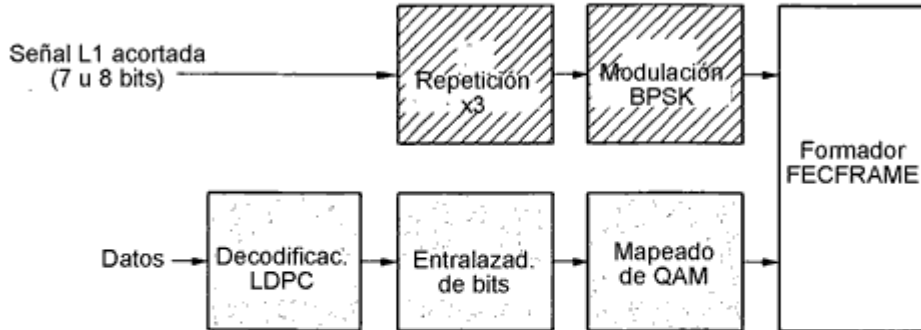 Señal L1 acortada
(7 u 8 bits)
Repetición
x3
Modulación
BPSK
Formador
FECFRAME
Datos
Decodificac.
LDPC
Entralazad.
de bits
Mapeado
de QAM